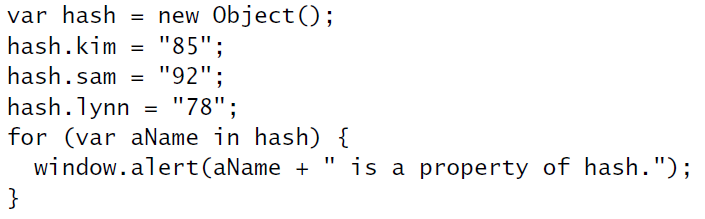 var hash = new Object();
hash.kim = "85";
hash.sam = "92";
hash.lynn = "78";
for (var aName in hash) {
  window.alert(aName + " is a property of hash.");
}